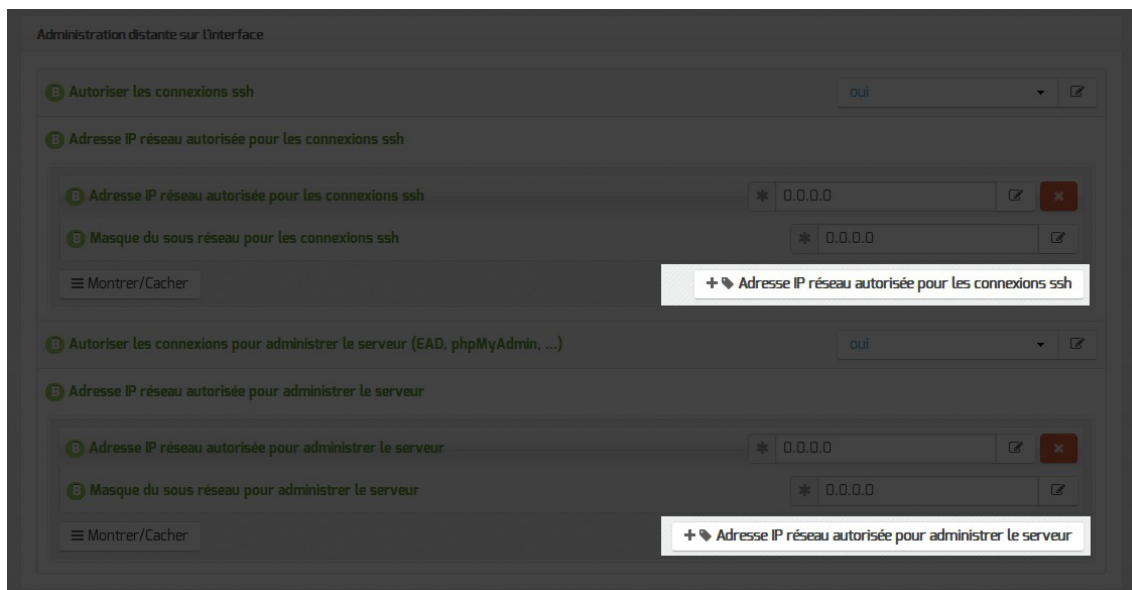 Administration distante sur l'interface
B Autoriser les connexions ssh oui
B Adresse IP réseau autorisée pour les connexions ssh
B Adresse IP réseau autorisée pour les connexions ssh 0.0.0.0
B Masque du sous réseau pour les connexions ssh 0.0.0.0
Montrer/Cacher Adresse IP réseau autorisée pour les connexions ssh
B Autoriser les connexions pour administrer le serveur (EAD, phpMyAdmin, ...) oui
B Adresse IP réseau autorisée pour administrer le serveur
B Adresse IP réseau autorisée pour administrer le serveur 0.0.0.0
B Masque du sous réseau pour administrer le serveur 0.0.0.0
Montrer/Cacher Adresse IP réseau autorisée pour administrer le serveur